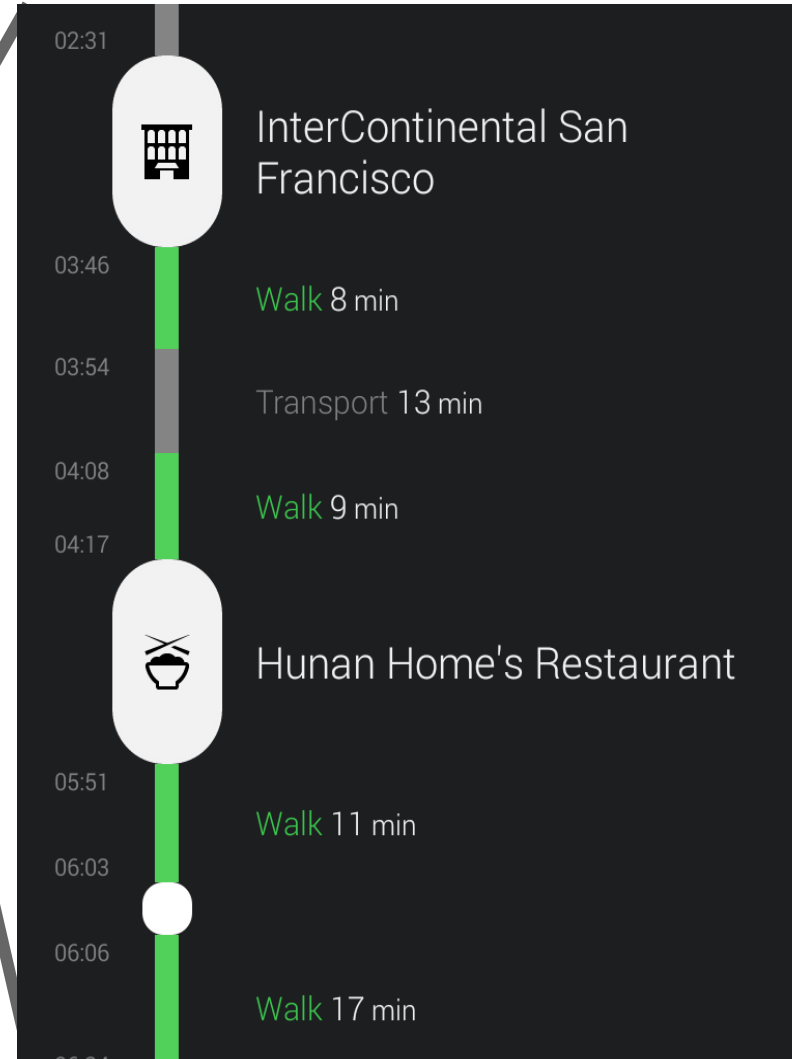 02:31
InterContinental San
Francisco
03:46
Walk 8 min
03:54
Transport 13 min
04:08
Walk 9 min
04:17
Hunan Home's Restaurant
05:51
Walk 11 min
06:03
06:06
Walk 17 min